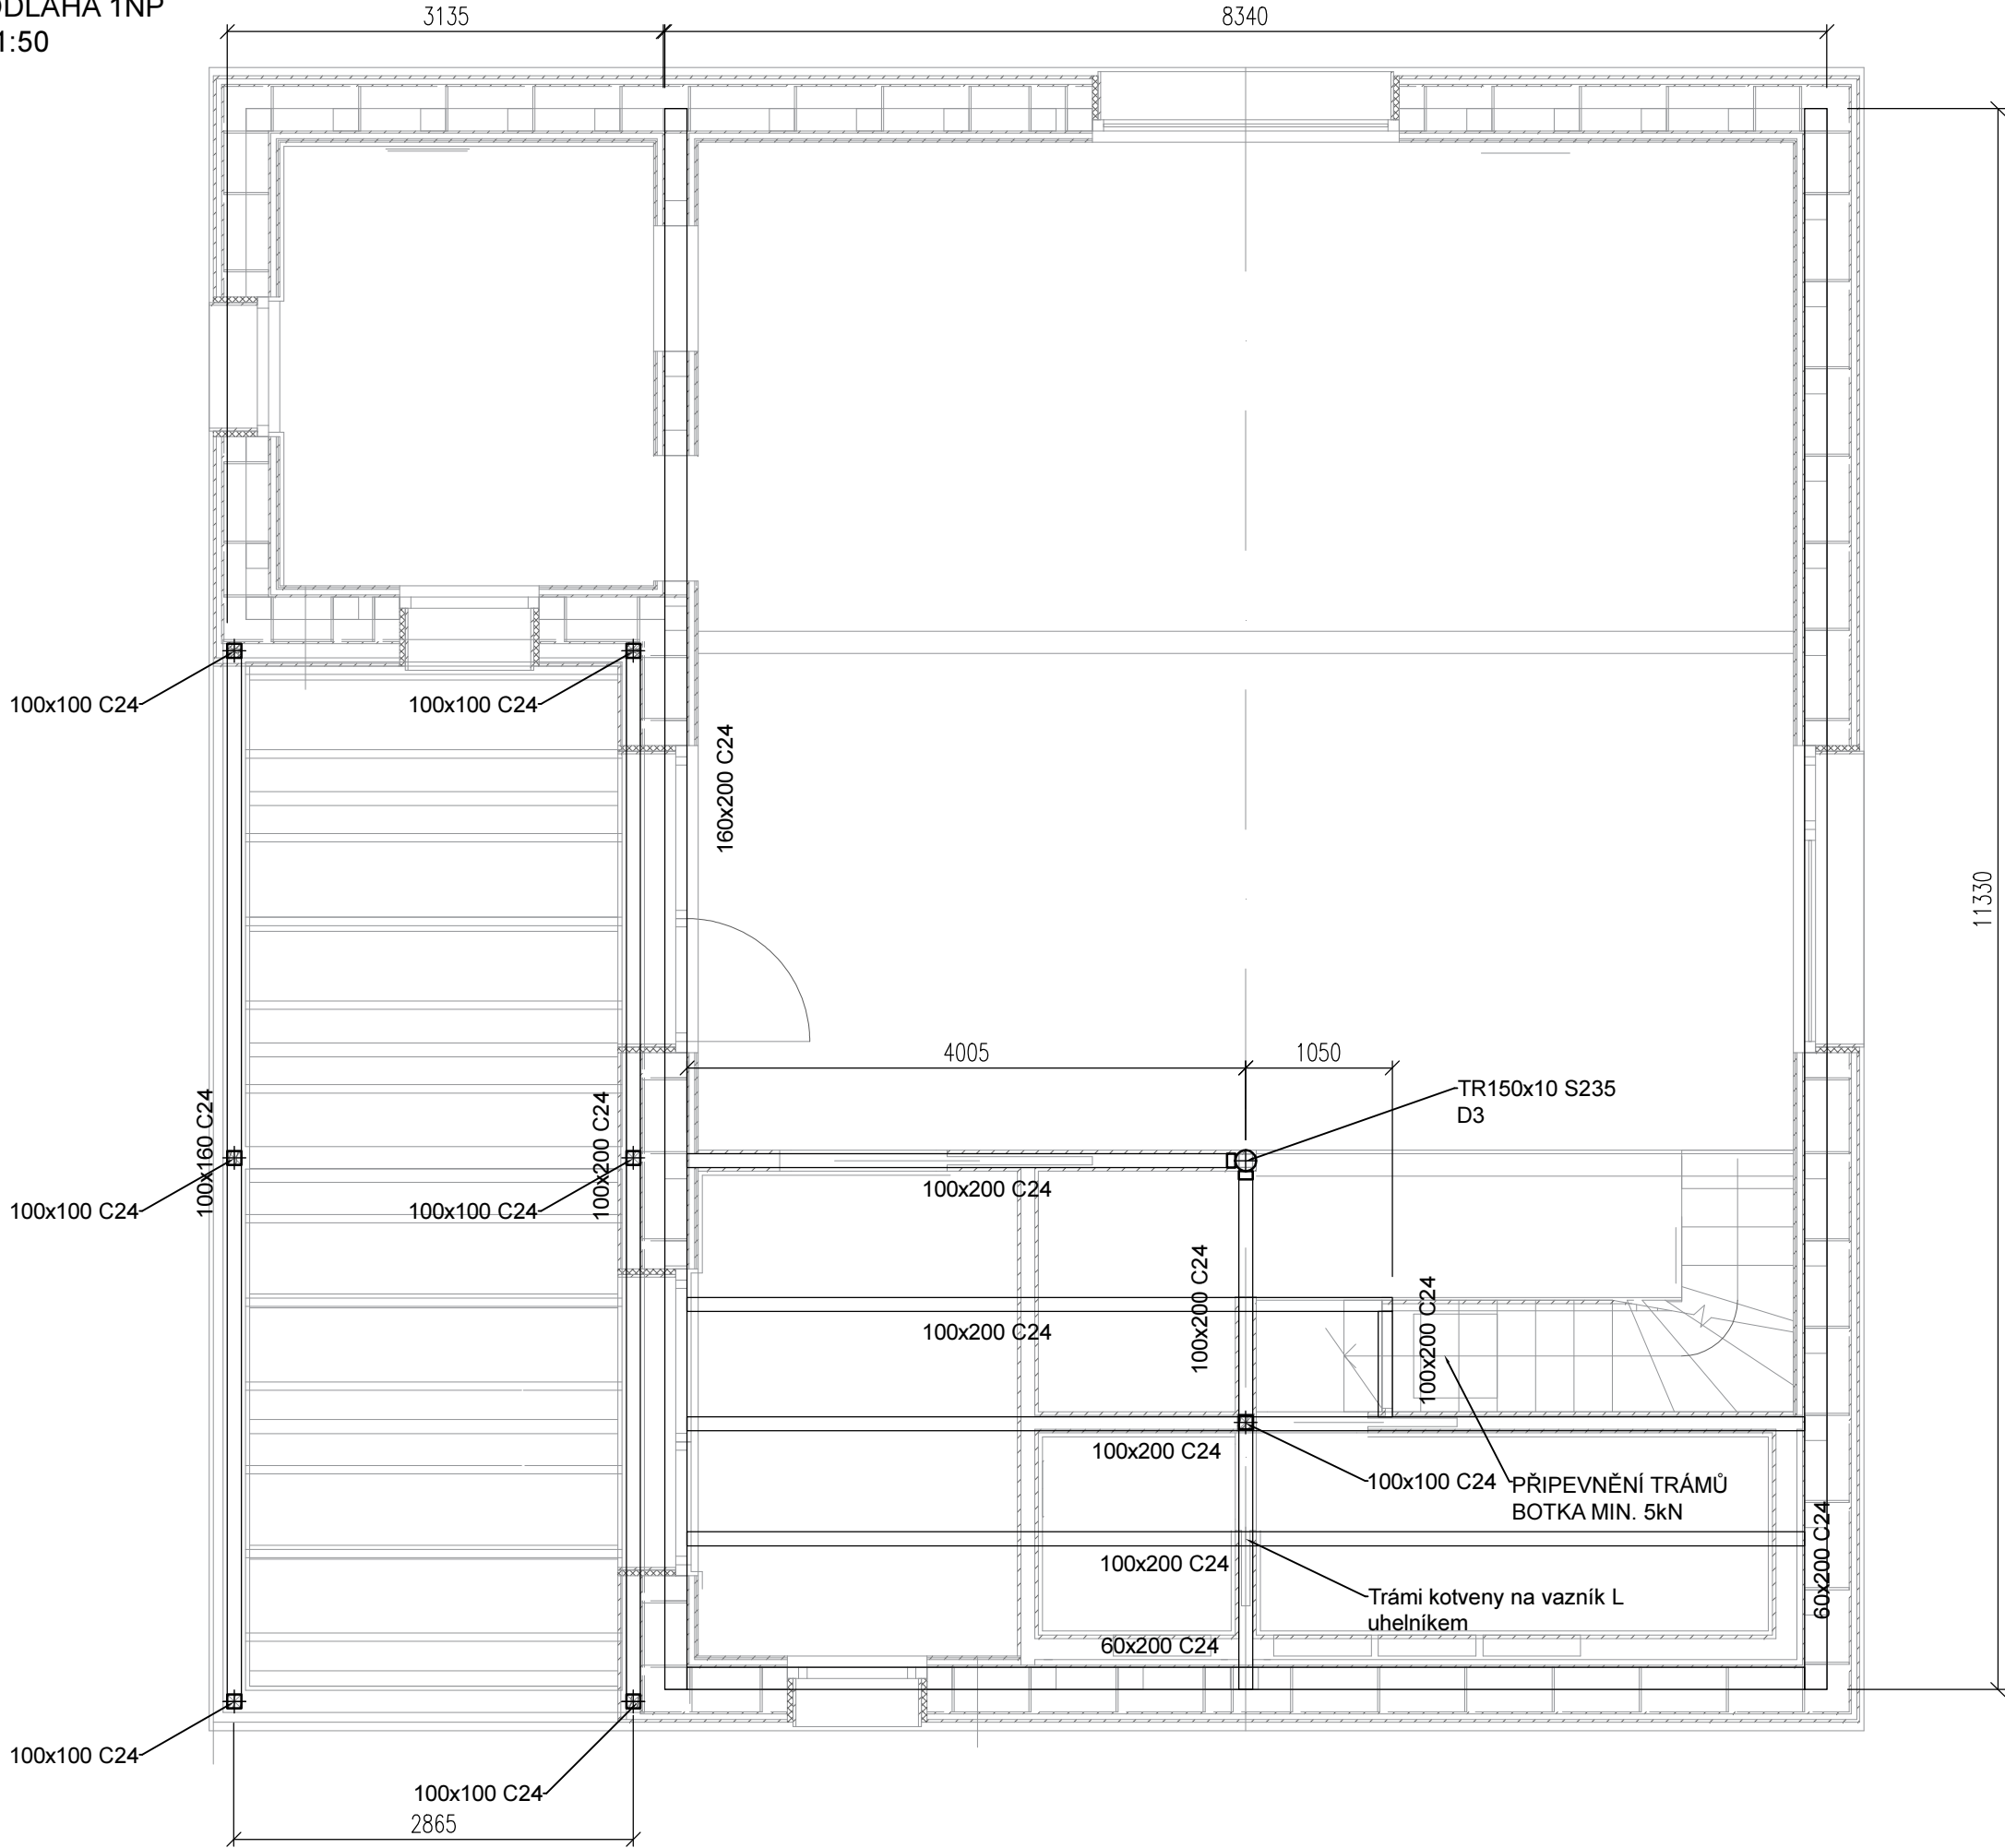 1:50
3135
8340
100x100 C24
100x100 C24
160x200 C24
11330
4005
1050
TR150x10 S235
D3
100x160 C24
100x200 C24
100x100 C24
100x100 C24
100x200 C24
100x200 C24
100x200 C24
100x200 C24
100x200 C24
100x100 C24
PŘIPEVNĚNÍ TRÁMŮ
BOTKA MIN. 5kN
100x200 C24
60x200 C24
Trámi kotveny na vazník L
uhelníkem
60x200 C24
100x100 C24
100x100 C24
2865